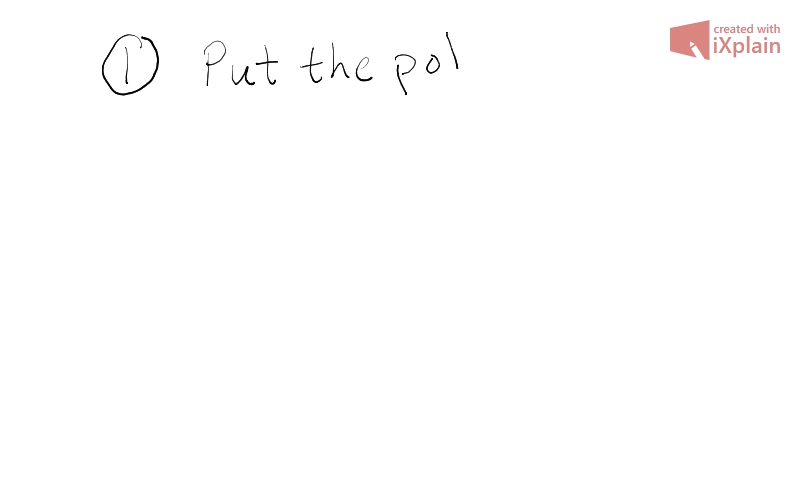 ① Put the pol
created with
iXplain